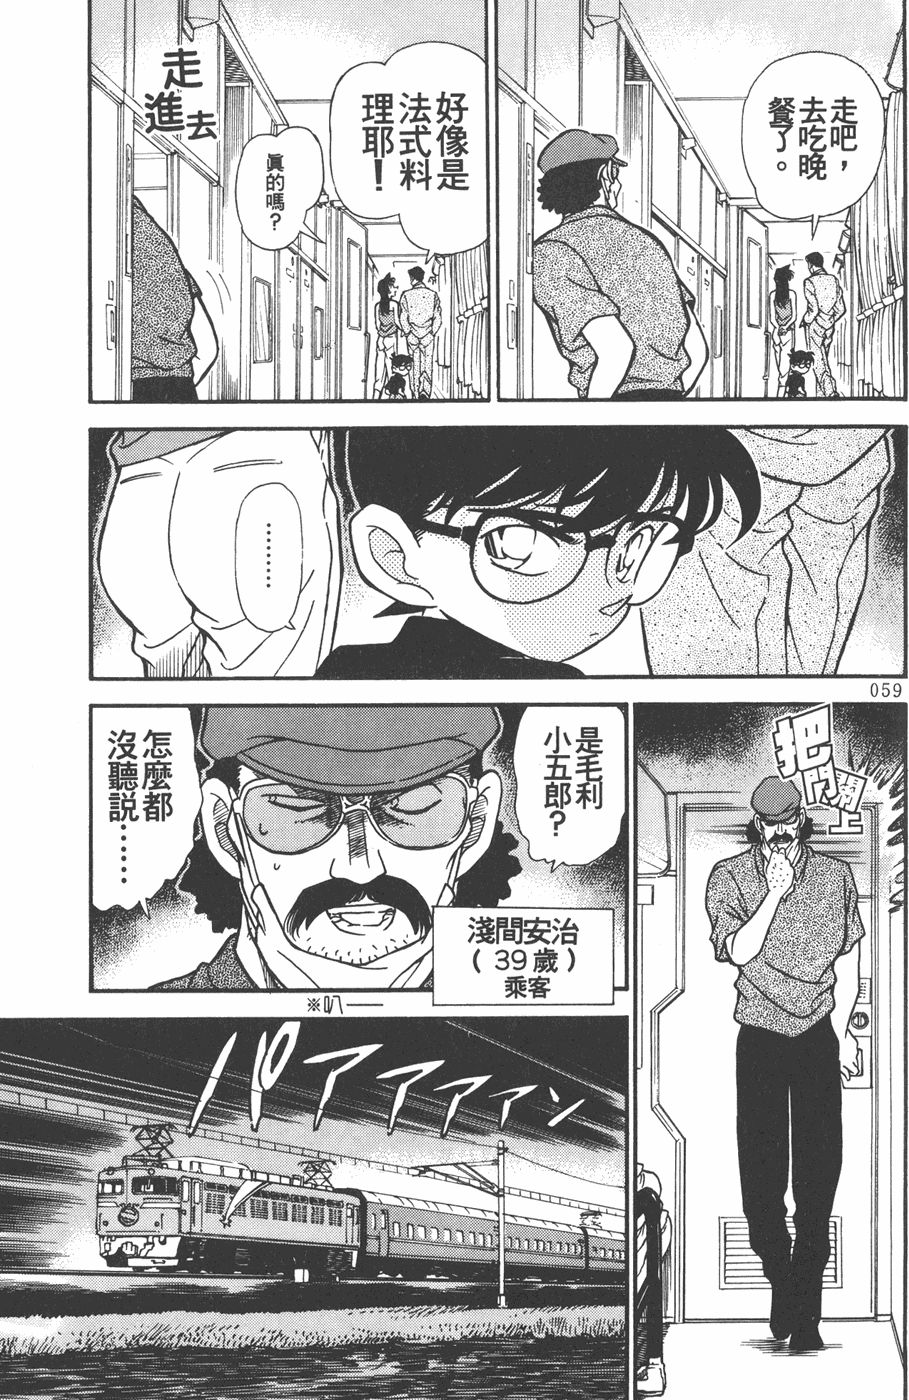 走吧，
去吃晚
餐了。
好像是
法式料
理耶！
真的嗎？
走進去
………
059
把門關上
是毛利
小五郎？
怎麼都
沒聽說……
淺間安治
（39歲）
乘客
※叭——
パアアアアン